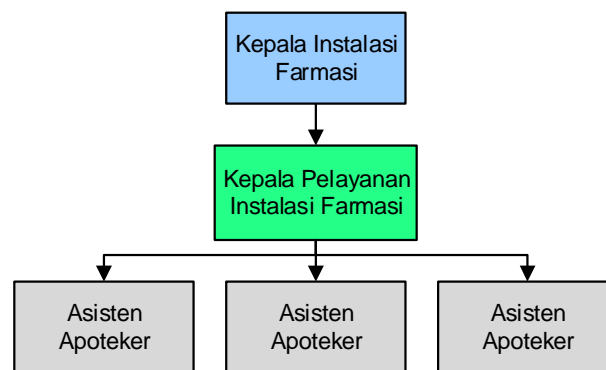 Kepala Instalasi
Farmasi
Kepala Pelayanan
Instalasi Farmasi
Asisten
Apoteker
Asisten
Apoteker
Asisten
Apoteker